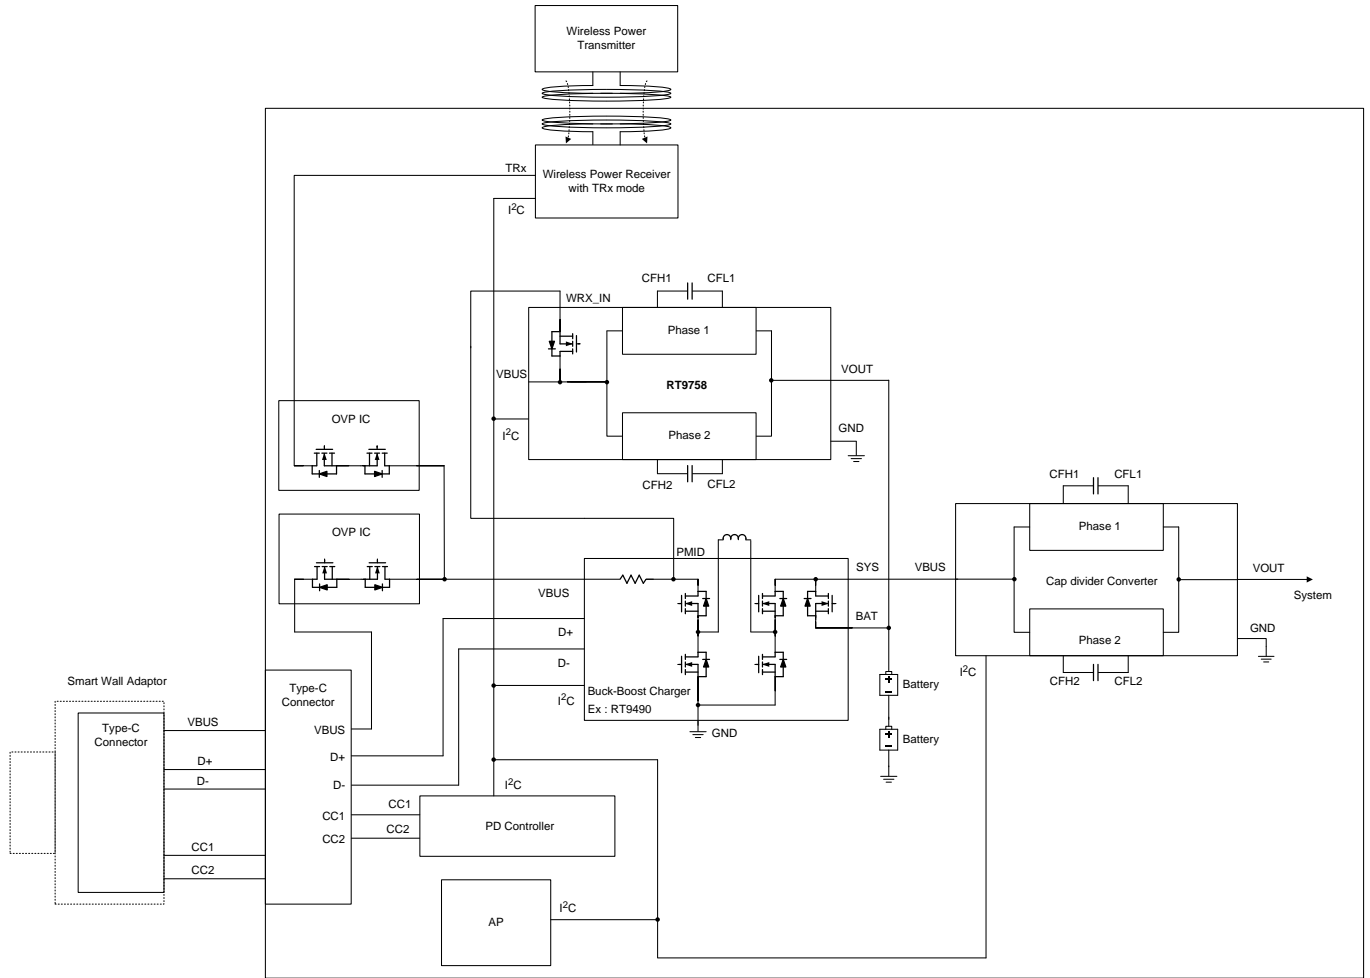 Wireless Power
Transmitter
TRx
Wireless Power Receiver
with TRx mode
I2C
CFH1
CFL1
WRX_IN
Phase 1
VBUS
RT9758
VOUT
OVP IC
I2C
Phase 2
GND
CFH2
CFL2
CFH1
CFL1
OVP IC
Phase 1
PMID
SYS
VBUS
Cap divider Converter
VOUT
System
VBUS
BAT
D+
D-
Phase 2
GND
I2C
CFH2
CFL2
Smart Wall Adaptor
Type-C
Connector
I2C
Buck-Boost Charger
Ex : RT9490
Battery
VBUS
Type-C
Connector
VBUS
GND
Battery
D+
D+
D-
D-
I2C
CC1
CC1
PD Controller
CC2
CC2
CC1
CC2
I2C
AP